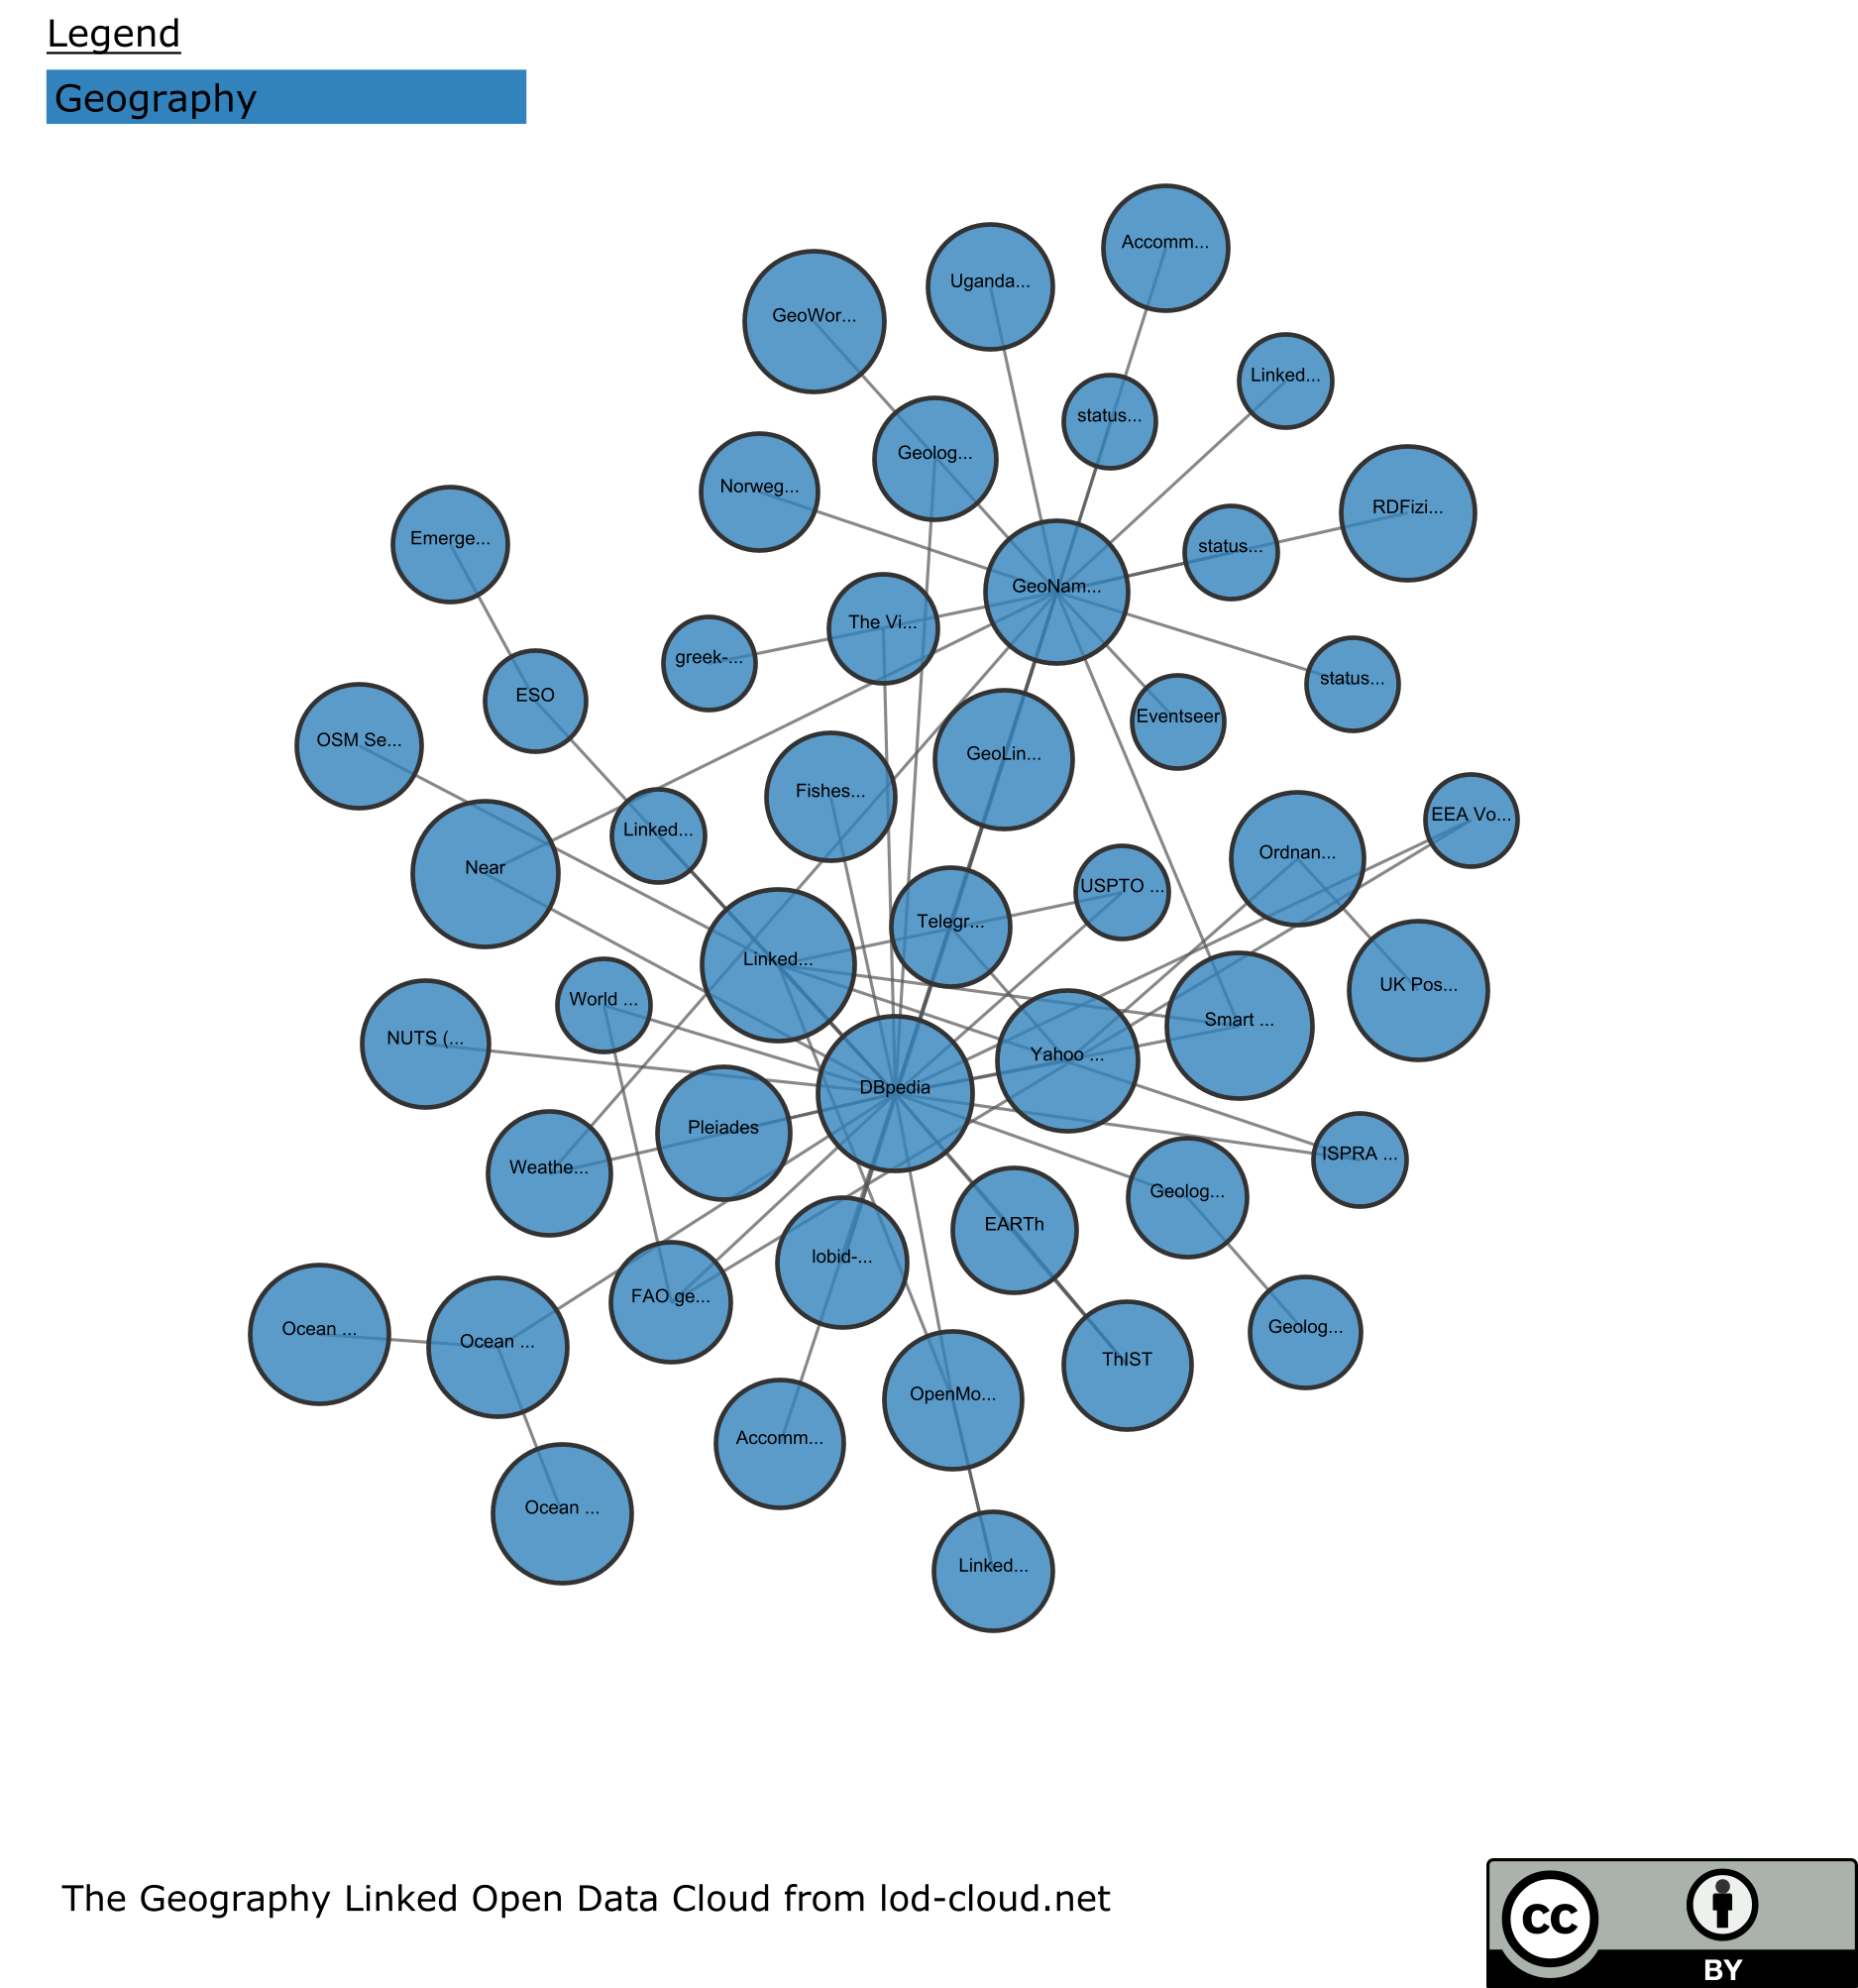 Legend
Geography
Accomm...
Uganda...
GeoWor...
Linked...
status...
Geolog...
Norweg...
RDFizi...
Emerge...
status...
GeoNam...
The Vi...
greek-...
status...
ESO
Eventseer
OSM Se...
GeoLin...
Fishes...
EEA Vo...
Linked...
Ordnan...
Near
USPTO ...
Telegr...
Linked...
UK Pos...
World ...
Smart ...
NUTS (...
Yahoo ...
DBpedia
Pleiades
ISPRA ...
Weathe...
Geolog...
EARTh
lobid-...
FAO ge...
Ocean ...
Geolog...
Ocean ...
ThIST
OpenMo...
Accomm...
Ocean ...
Linked...
The Geography Linked Open Data Cloud from lod-cloud.net
cc
BY